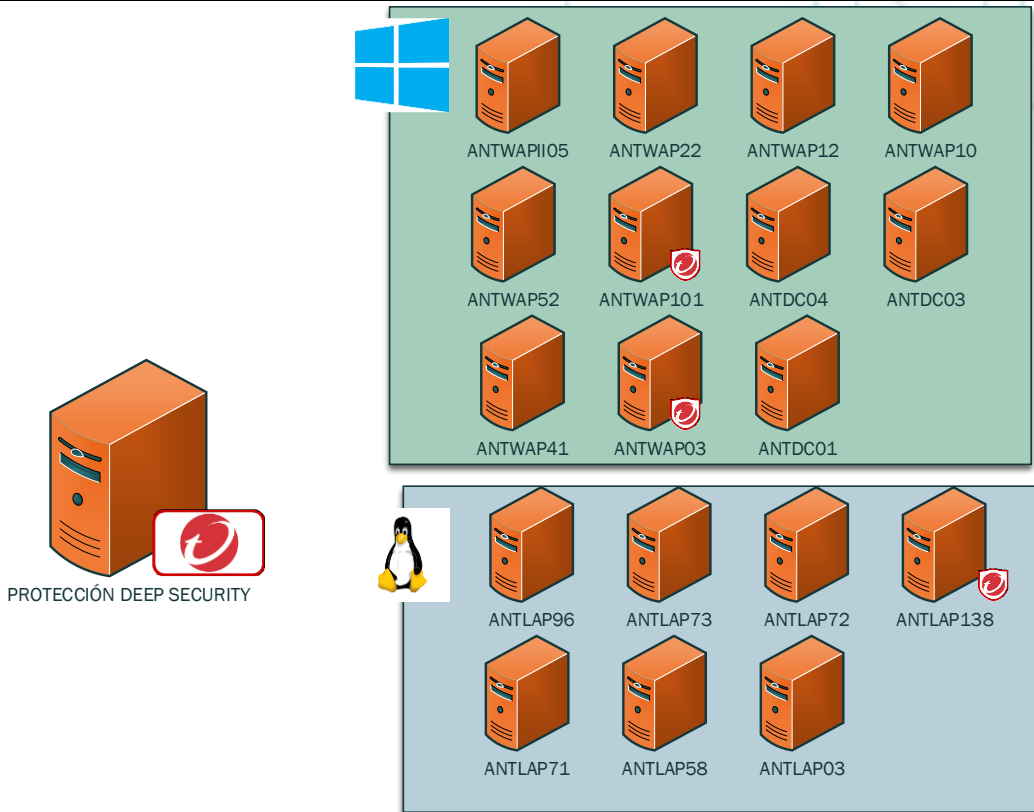 ANTWAPII05 ANTWAP22 ANTWAP12 ANTWAP10
ANTWAP52 ANTWAP101 ANTDC04 ANTDC03
ANTWAP41 ANTWAP03 ANTDC01
PROTECCIÓN DEEP SECURITY
ANTLAP96 ANTLAP73 ANTLAP72 ANTLAP138
ANTLAP71 ANTLAP58 ANTLAP03